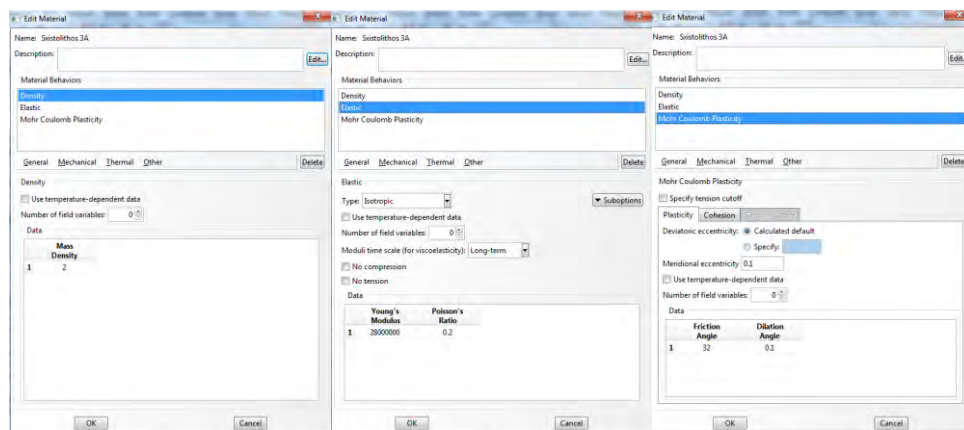 Edit Material
Name: Sxistolithos 3A
Description:
Edit...
Material Behaviors
Density
Elastic
Mohr Coulomb Plasticity
General Mechanical Thermal Other
Delete
Density
Use temperature-dependent data
Number of field variables: 0
Data
Mass
Density
1 2
OK Cancel
Edit Material
Name: Sxistolithos 3A
Description:
Edit...
Material Behaviors
Density
Elastic
Mohr Coulomb Plasticity
General Mechanical Thermal Other
Delete
Elastic
Type: Isotropic
Suboptions
Use temperature-dependent data
Number of field variables: 0
Moduli time scale (for viscoelasticity): Long-term
No compression
No tension
Data
Young's Poisson's
Modulus Ratio
1 28000000 0.2
OK Cancel
Edit Material
Name: Sxistolithos 3A
Description:
Edit...
Material Behaviors
Density
Elastic
Mohr Coulomb Plasticity
General Mechanical Thermal Other
Delete
Mohr Coulomb Plasticity
Specify tension cutoff
Plasticity Cohesion
Deviatoric eccentricity: Calculated default
Specify:
Meridional eccentricity 0.1
Use temperature-dependent data
Number of field variables: 0
Data
Friction Dilation
Angle Angle
1 32 0.1
OK Cancel